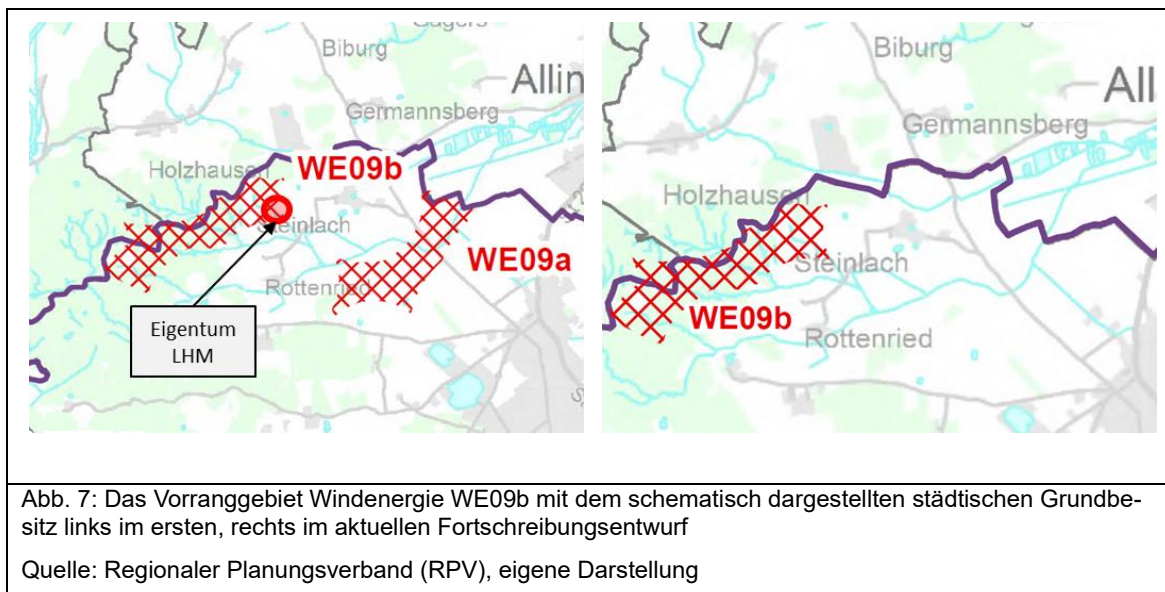 Gagers
Biburg
Allin
Germannsberg
Holzhausen
WE09b
Steinlach
WE09a
Rottenried
Eigentum
LHM
Biburg
All
Germannsberg
Holzhausen
Steinlach
WE09b
Rottenried
Abb. 7: Das Vorranggebiet Windenergie WE09b mit dem schematisch dargestellten städtischen Grundbe-
sitz links im ersten, rechts im aktuellen Fortschreibungsentwurf
Quelle: Regionaler Planungsverband (RPV), eigene Darstellung